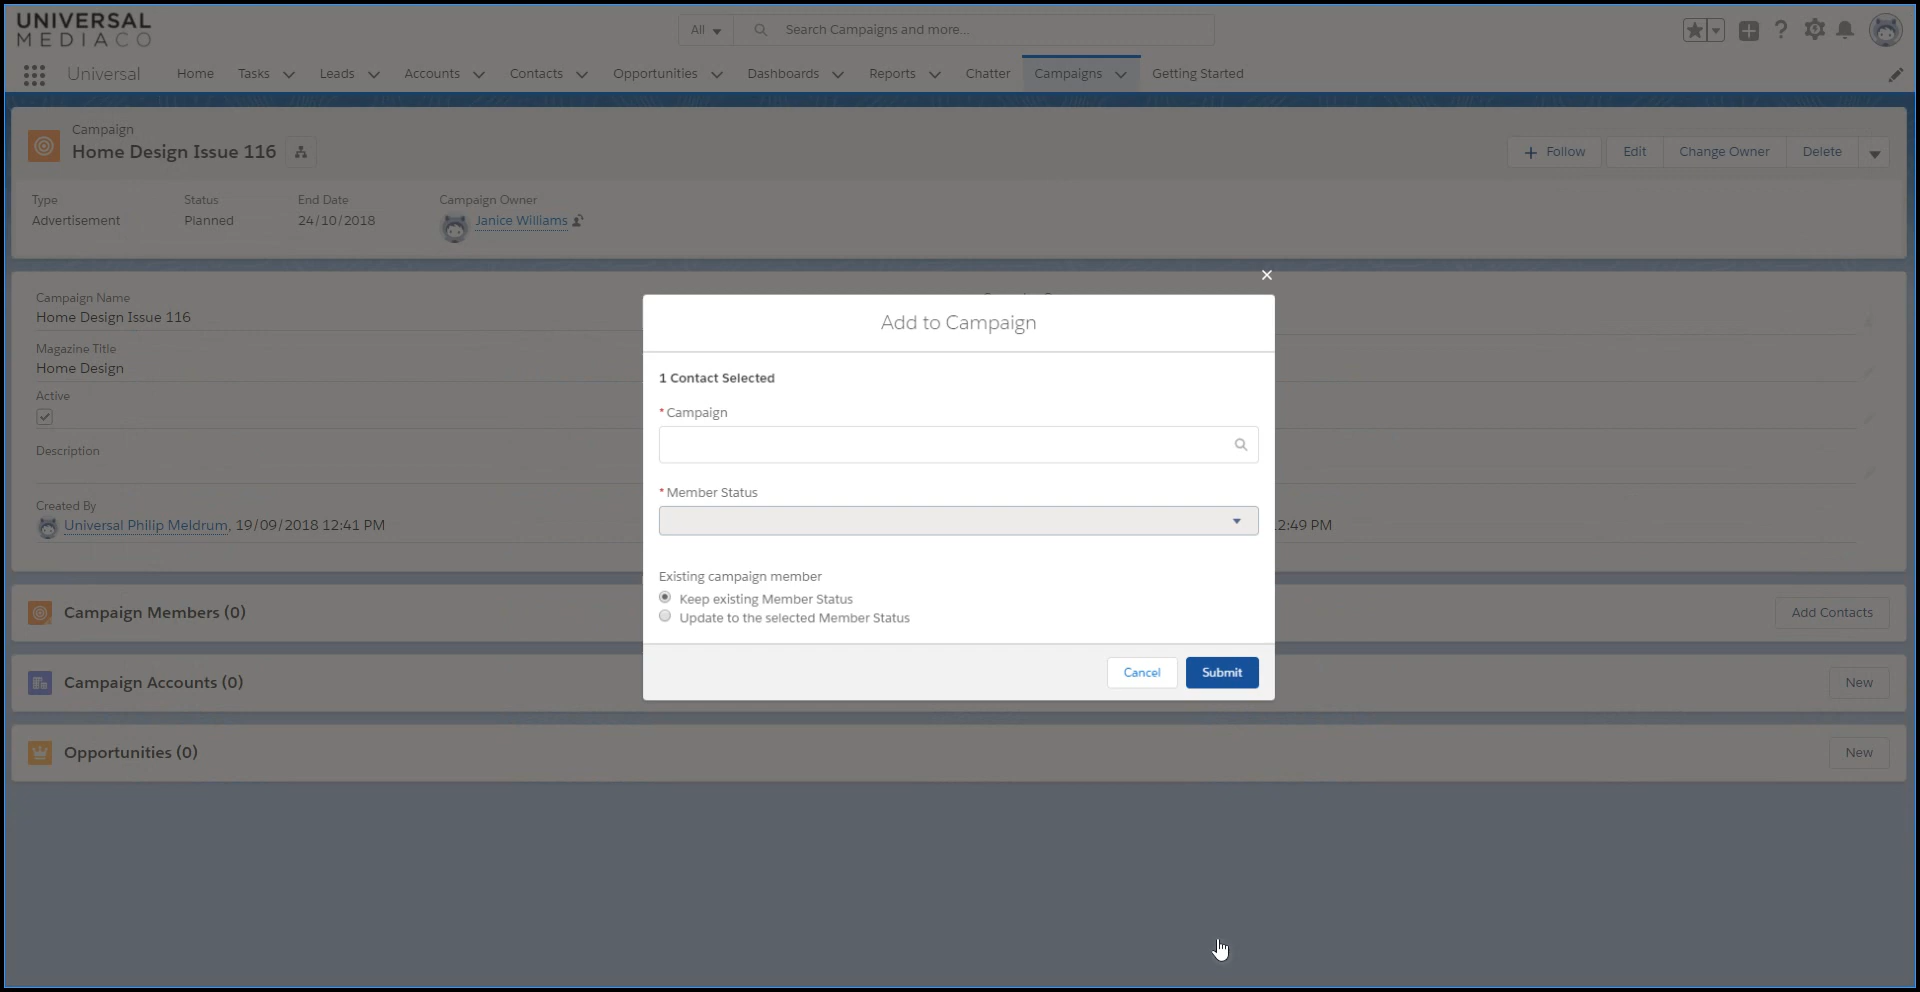 UNIVERSAL
MEDIACO
All
Search Campaigns and more...
Universal
Home
Tasks
Leads
Accounts
Contacts
Opportunities
Dashboards
Reports
Chatter
Campaigns
Getting Started
Campaign
Home Design Issue 116
+ Follow
Edit
Change Owner
Delete
Type
Status
End Date
Campaign Owner
Advertisement
Planned
24/10/2018
Janice Williams
Campaign Name
Home Design Issue 116
Magazine Title
Home Design
Active
Description
Created By
Universal Philip Meldrum, 19/09/2018 12:41 PM
2:49 PM
Add to Campaign
1 Contact Selected
* Campaign
* Member Status
Existing campaign member
Keep existing Member Status
Update to the selected Member Status
Cancel
Submit
Campaign Members (0)
Add Contacts
Campaign Accounts (0)
New
Opportunities (0)
New